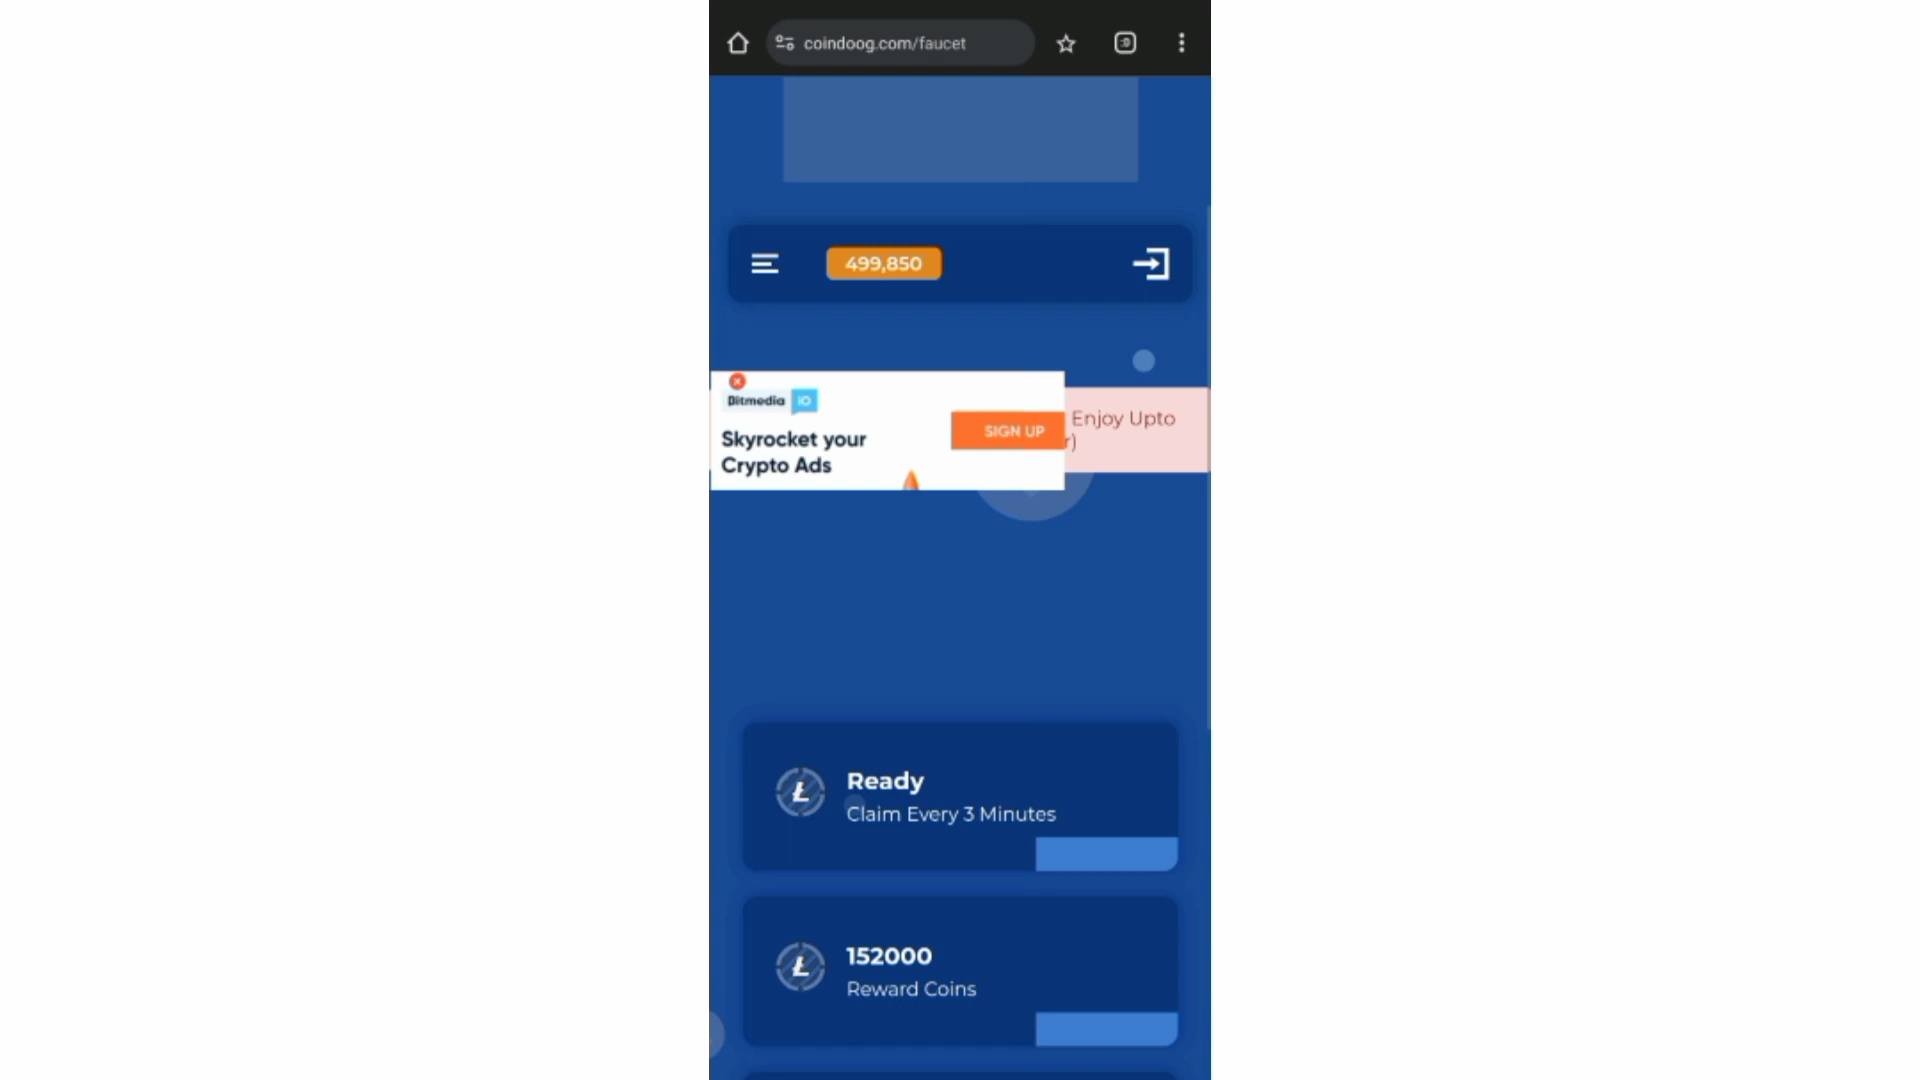 coindoog.com/faucet
499,850
Bitmedia IO
Skyrocket your
Crypto Ads
SIGN UP
Enjoy Upto
r)
Ready
Claim Every 3 Minutes
152000
Reward Coins